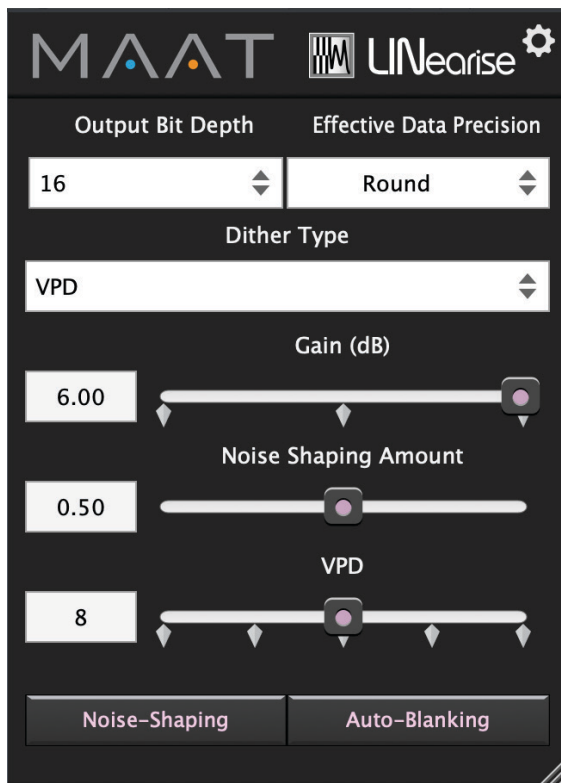 MAAT LINearise
Output Bit Depth Effective Data Precision
16 Round
Dither Type
VPD
Gain (dB)
6.00
Noise Shaping Amount
0.50
VPD
8
Noise-Shaping Auto-Blanking